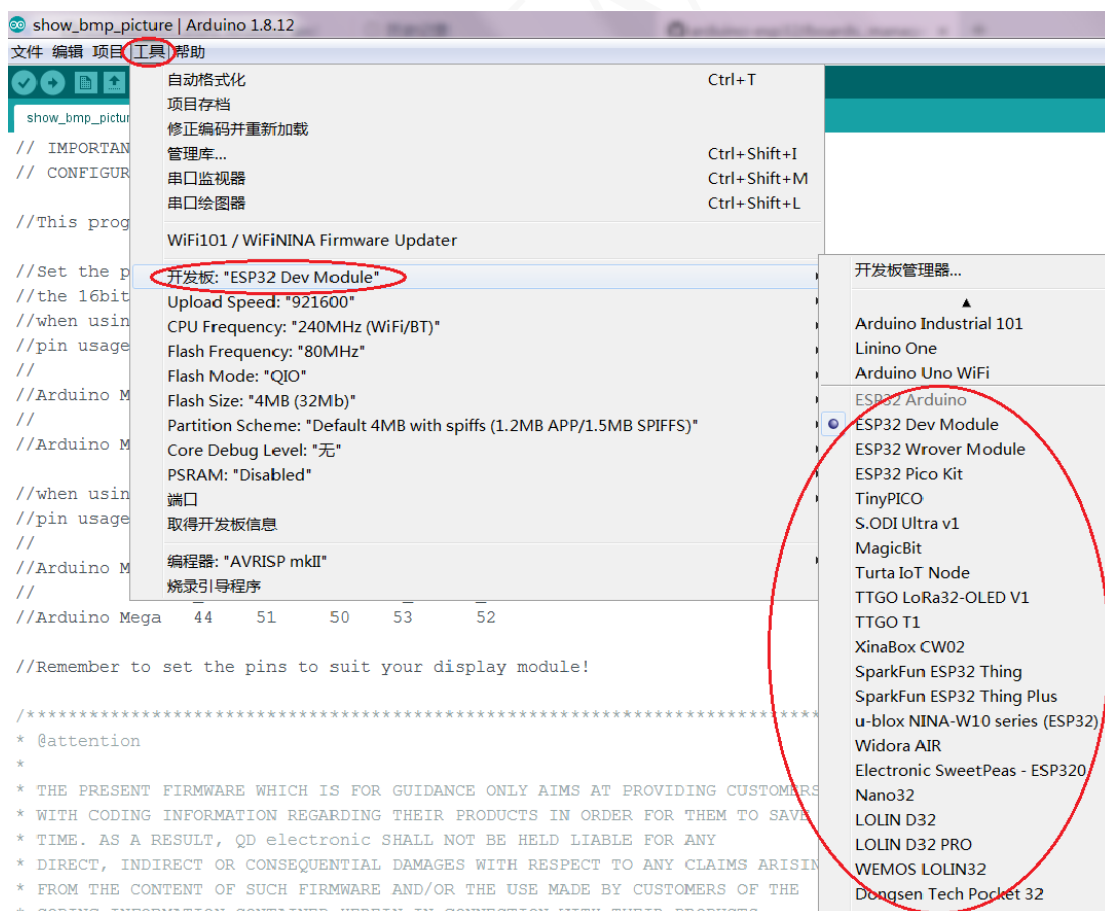 show_bmp_picture | Arduino 1.8.12
文件 编辑 项目 工具 帮助
自动格式化 Ctrl+T
项目存档
修正编码并重新加载
管理库... Ctrl+Shift+I
串口监视器 Ctrl+Shift+M
串口绘图器 Ctrl+Shift+L
WiFi101 / WiFiNINA Firmware Updater
开发板: "ESP32 Dev Module"
Upload Speed: "921600"
CPU Frequency: "240MHz (WiFi/BT)"
Flash Frequency: "80MHz"
Flash Mode: "QIO"
Flash Size: "4MB (32Mb)"
Partition Scheme: "Default 4MB with spiffs (1.2MB APP/1.5MB SPIFFS)"
Core Debug Level: "无"
PSRAM: "Disabled"
端口
取得开发板信息
编程器: "AVRISP mkII"
烧录引导程序
开发板管理器...
Arduino Industrial 101
Linino One
Arduino Uno WiFi
ESP32 Arduino
ESP32 Dev Module
ESP32 Wrover Module
ESP32 Pico Kit
TinyPICO
S.ODI Ultra v1
MagicBit
Turta IoT Node
TTGO LoRa32-OLED V1
TTGO T1
XinaBox CW02
SparkFun ESP32 Thing
SparkFun ESP32 Thing Plus
u-blox NINA-W10 series (ESP32)
Widora AIR
Electronic SweetPeas - ESP320
Nano32
LOLIN D32
LOLIN D32 PRO
WEMOS LOLIN32
Dongsen Tech Pocket 32
show_bmp_pictur
// IMPORTAN
// CONFIGUR
//This prog
//Set the p
//the 16bit
//when usin
//pin usage
//
//Arduino M
//
//Arduino M
//when usin
//pin usage
//
//Arduino M
//
//Arduino Mega 44 51 50 53 52
//Remember to set the pins to suit your display module!
/***************************************************************************
* @attention
*
* THE PRESENT FIRMWARE WHICH IS FOR GUIDANCE ONLY AIMS AT PROVIDING CUSTOMERS
* WITH CODING INFORMATION REGARDING THEIR PRODUCTS IN ORDER FOR THEM TO SAVE
* TIME. AS A RESULT, QD electronic SHALL NOT BE HELD LIABLE FOR ANY
* DIRECT, INDIRECT OR CONSEQUENTIAL DAMAGES WITH RESPECT TO ANY CLAIMS ARISIN
* FROM THE CONTENT OF SUCH FIRMWARE AND/OR THE USE MADE BY CUSTOMERS OF THE
* CODING INFORMATION CONTAINED HEREIN IN CONNECTION WITH THEIR PRODUCTS